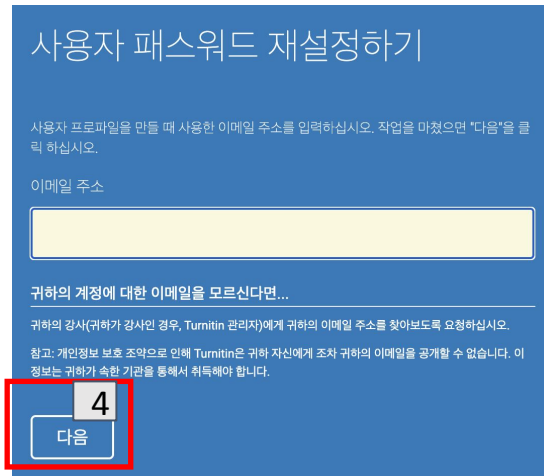 사용자 패스워드 재설정하기
사용자 프로파일을 만들 때 사용한 이메일 주소를 입력하십시오. 작업을 마쳤으면 "다음"을 클
릭 하십시오.
이메일 주소
귀하의 계정에 대한 이메일을 모르신다면...
귀하의 강사(귀하가 강사인 경우, Turnitin 관리자)에게 귀하의 이메일 주소를 찾아보도록 요청하십시오.
참고: 개인정보 보호 조약으로 인해 Turnitin은 귀하 자신에게 조차 귀하의 이메일을 공개할 수 없습니다. 이
정보는 귀하가 속한 기관을 통해서 취득해야 합니다.
4
다음